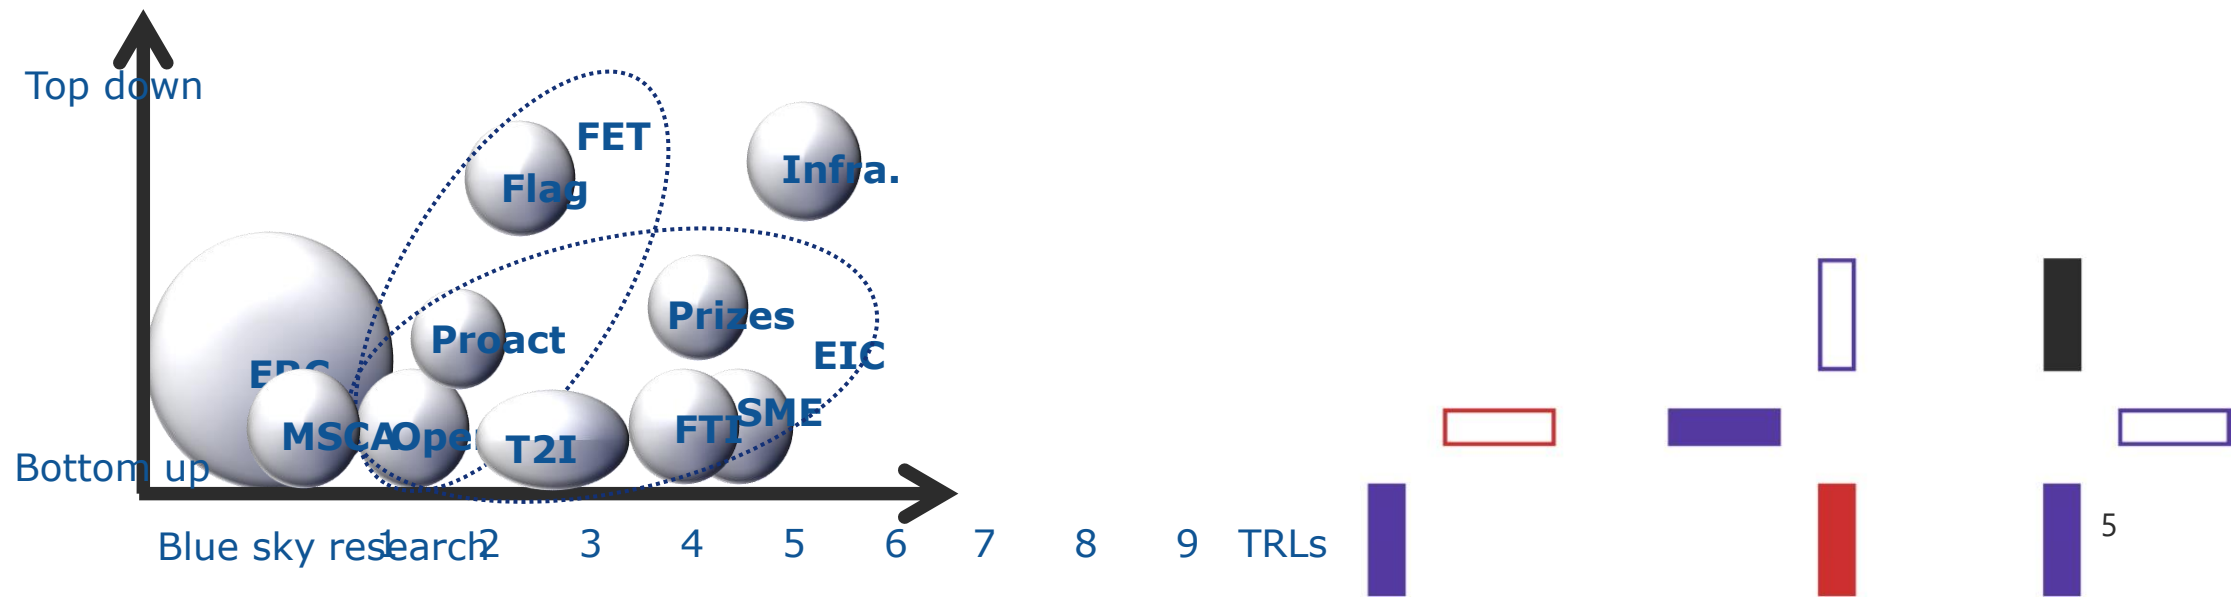 Top down
FET
Infra.
Flag
Prizes
Proact
EIC
ERC
SME
FTI
MSCA
T2I
Bottom up
Blue sky research
1 2 3 4 5 6 7 8 9 TRLs
5